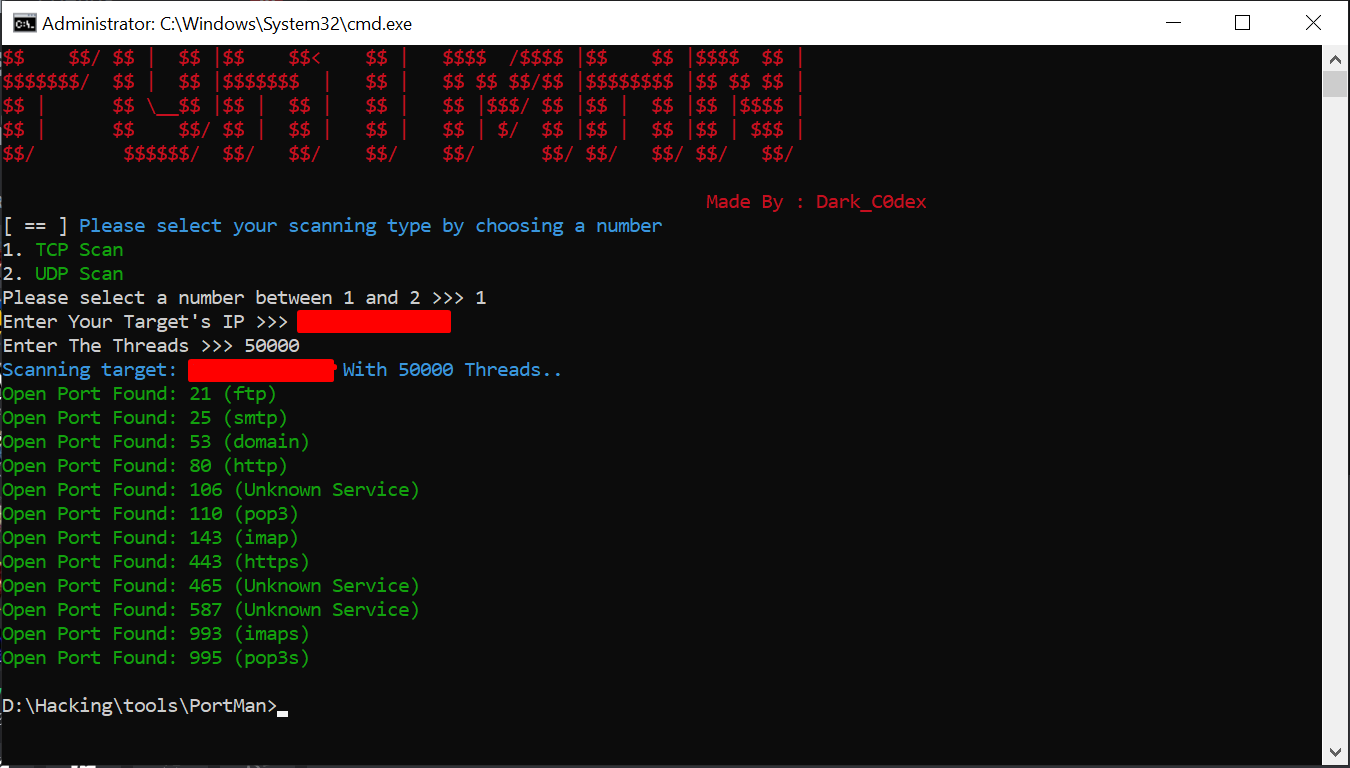 Administrator: C:\Windows\System32\cmd.exe
$$    $$/ $$ |  $$ |$$    $$<    $$ |   $$$$  /$$$$ |$$    $$ |$$$$  $$ |
$$$$$$$/  $$ |  $$ |$$$$$$$  |   $$ |   $$ $$ $$/$$ |$$$$$$$$ |$$ $$ $$ |
$$ |      $$ \__$$ |$$ |  $$ |   $$ |   $$ |$$$/ $$ |$$ |  $$ |$$ |$$$$ |
$$ |      $$    $$/ $$ |  $$ |   $$ |   $$ | $/  $$ |$$ |  $$ |$$ | $$$ |
$$/        $$$$$$/  $$/   $$/    $$/    $$/      $$/ $$/   $$/ $$/   $$/
Made By : Dark_C0dex
[ == ] Please select your scanning type by choosing a number
1. TCP Scan
2. UDP Scan
Please select a number between 1 and 2 >>> 1
Enter Your Target's IP >>>
Enter The Threads >>> 50000
Scanning target: With 50000 Threads..
Open Port Found: 21 (ftp)
Open Port Found: 25 (smtp)
Open Port Found: 53 (domain)
Open Port Found: 80 (http)
Open Port Found: 106 (Unknown Service)
Open Port Found: 110 (pop3)
Open Port Found: 143 (imap)
Open Port Found: 443 (https)
Open Port Found: 465 (Unknown Service)
Open Port Found: 587 (Unknown Service)
Open Port Found: 993 (imaps)
Open Port Found: 995 (pop3s)
D:\Hacking\tools\PortMan>